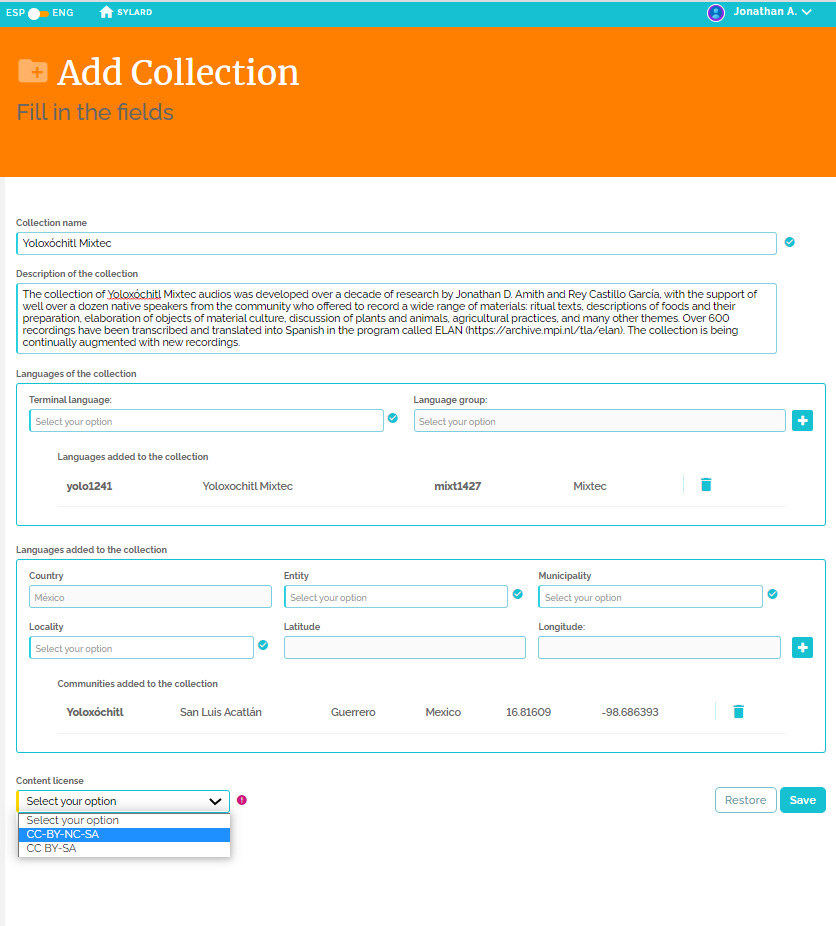 ESP ENG SYLARD Jonathan A.
Add Collection
Fill in the fields
Collection name
Yoloxóchitl Mixtec
Description of the collection
The collection of Yoloxóchitl Mixtec audios was developed over a decade of research by Jonathan D. Amith and Rey Castillo García, with the support of
well over a dozen native speakers from the community who offered to record a wide range of materials: ritual texts, descriptions of foods and their
preparation, elaboration of objects of material culture, discussion of plants and animals, agricultural practices, and many other themes. Over 600
recordings have been transcribed and translated into Spanish in the program called ELAN (https://archive.mpi.nl/tla/elan). The collection is being
continually augmented with new recordings.
Languages of the collection
Terminal language: Language group:
Select your option Select your option
Languages added to the collection
yolo1241 Yoloxochitl Mixtec mixt1427 Mixtec
Languages added to the collection
Country Entity Municipality
México Select your option Select your option
Locality Latitude Longitude:
Select your option
Communities added to the collection
Yoloxóchitl San Luis Acatlán Guerrero Mexico 16.81609 -98.686393
Content license
Select your option Restore Save
Select your option
CC-BY-NC-SA
CC BY-SA